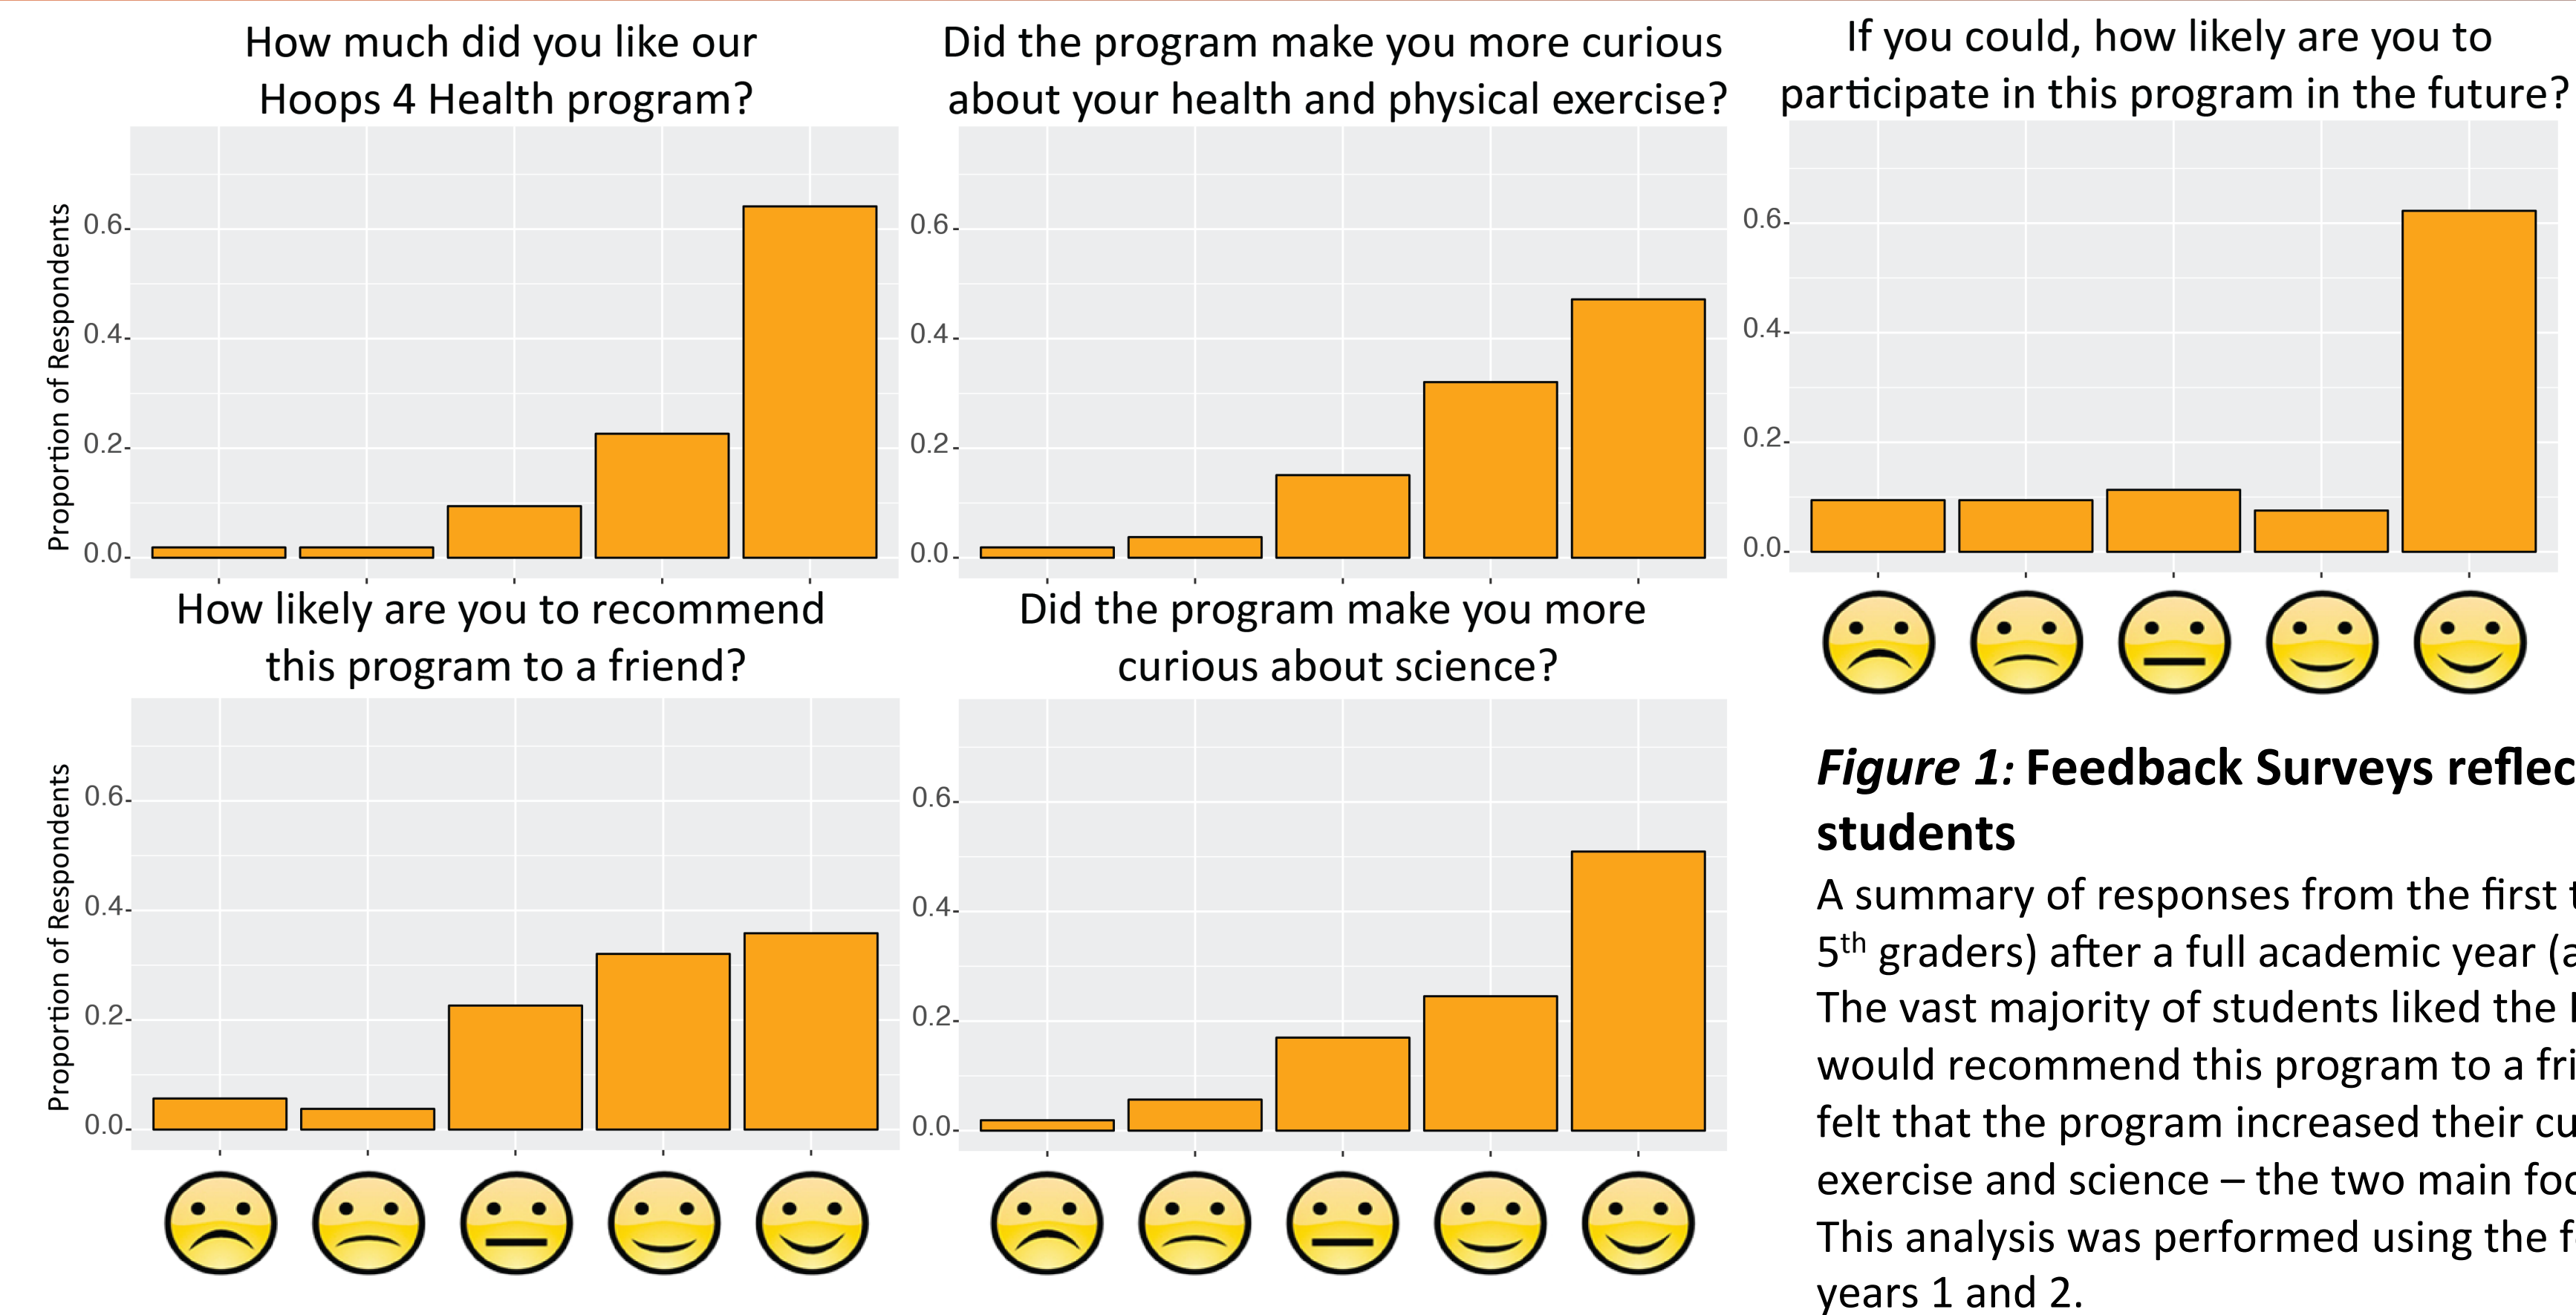 How much did you like our
Hoops 4 Health program?
Proportion of Respondents
0.6
0.4
0.2
0.0
Did the program make you more curious
about your health and physical exercise?
0.6
0.4
0.2
0.0
If you could, how likely are you to
participate in this program in the future?
0.6
0.4
0.2
0.0
How likely are you to recommend
this program to a friend?
Proportion of Respondents
0.6
0.4
0.2
0.0
Did the program make you more
curious about science?
0.6
0.4
0.2
0.0
Figure 1: Feedback Surveys reflec
students
A summary of responses from the first t
5th graders) after a full academic year (a
The vast majority of students liked the
would recommend this program to a fri
felt that the program increased their cu
exercise and science – the two main foc
This analysis was performed using the f
years 1 and 2.